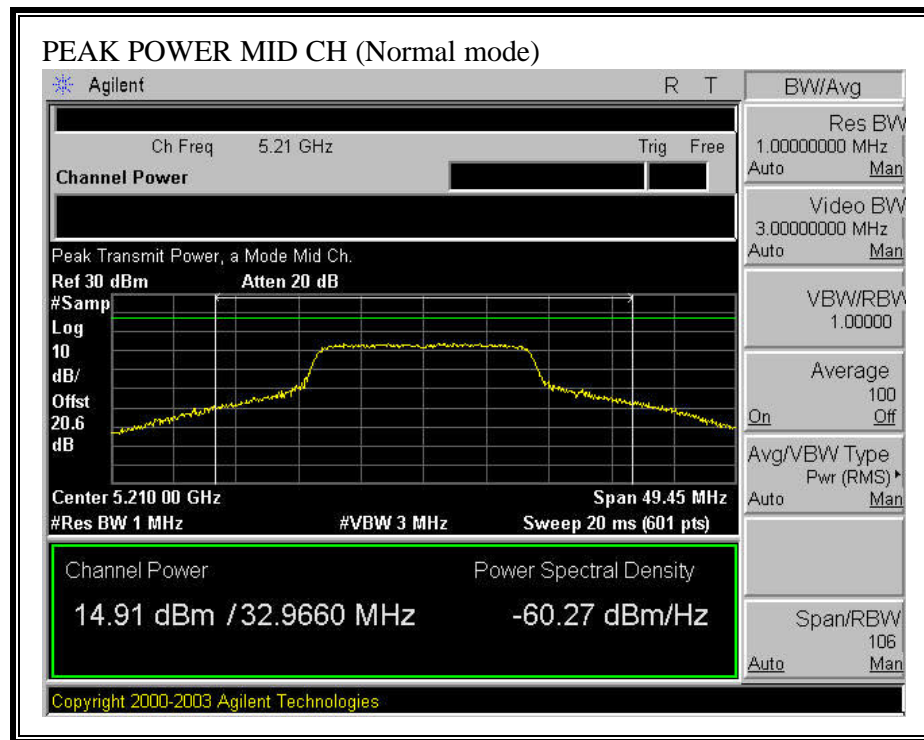 PEAK POWER MID CH (Normal mode)
Agilent R T
Ch Freq 5.21 GHz Trig Free
Channel Power
Peak Transmit Power, a Mode Mid Ch.
Ref 30 dBm Atten 20 dB
#Samp
Log
10
dB/
Offst
20.6
dB
Center 5.210 00 GHz Span 49.45 MHz
#Res BW 1 MHz #VBW 3 MHz Sweep 20 ms (601 pts)
Channel Power Power Spectral Density
14.91 dBm / 32.9660 MHz -60.27 dBm/Hz
Copyright 2000-2003 Agilent Technologies
BW/Avg
Res BW
1.00000000 MHz
Auto Man
Video BW
3.00000000 MHz
Auto Man
VBW/RBW
1.00000
Average
100
On Off
Avg/VBW Type
Pwr (RMS)
Auto Man
Span/RBW
106
Auto Man